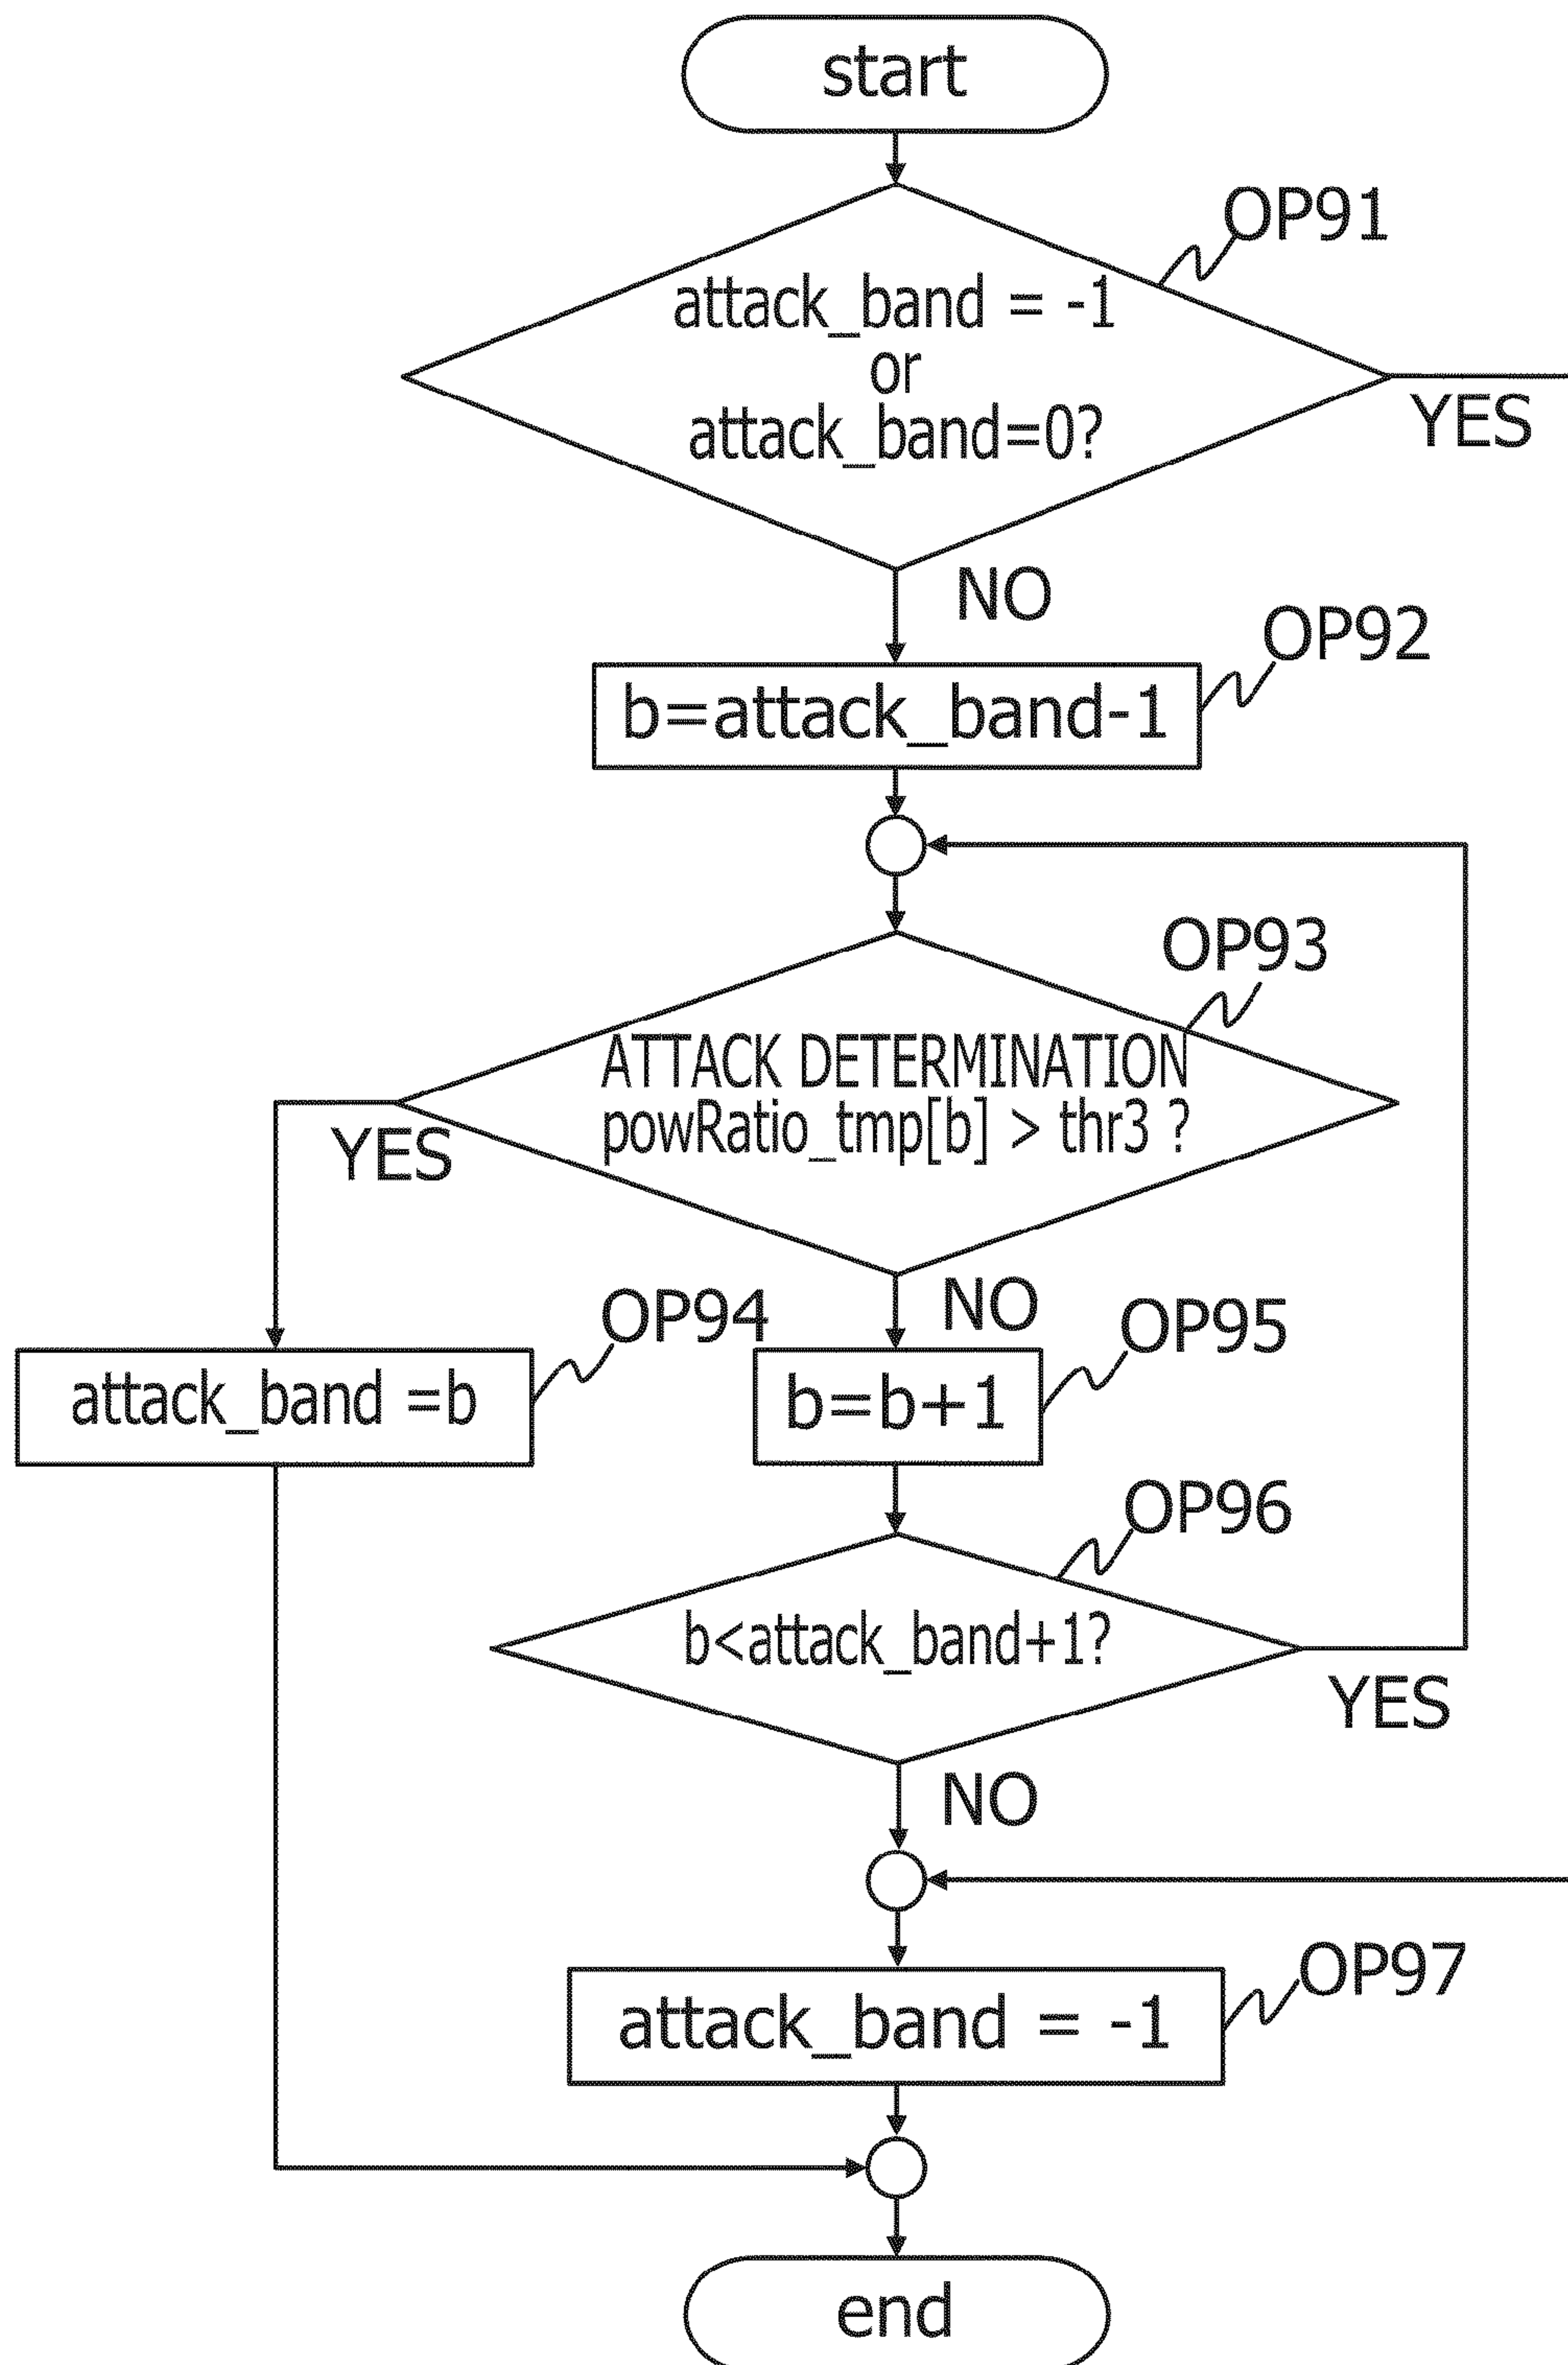 start
OP91
attack_band = -1
or
attack_band=0?
YES
NO
OP92
b=attack_band-1
OP93
ATTACK DETERMINATION
powRatio_tmp[b] > thr3 ?
YES
NO
OP94
OP95
attack_band =b
b=b+1
OP96
b<attack_band+1?
YES
NO
OP97
attack_band = -1
end